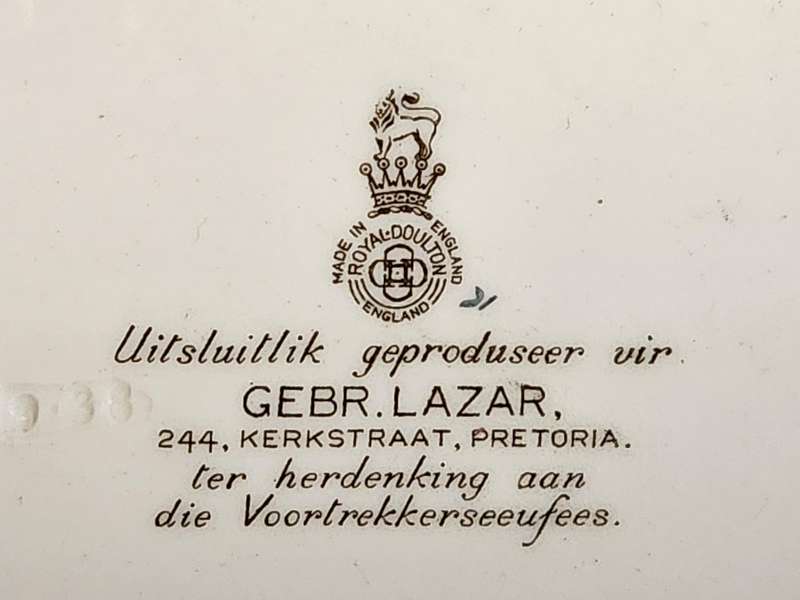 MADE IN ENGLAND
ROYAL-DOULTON
ENGLAND
Uitsluitlik geproduseer vir.
GEBR. LAZAR,
244, KERKSTRAAT, PRETORIA.
ter herdenking aan
die Voortrekkerseeufees.